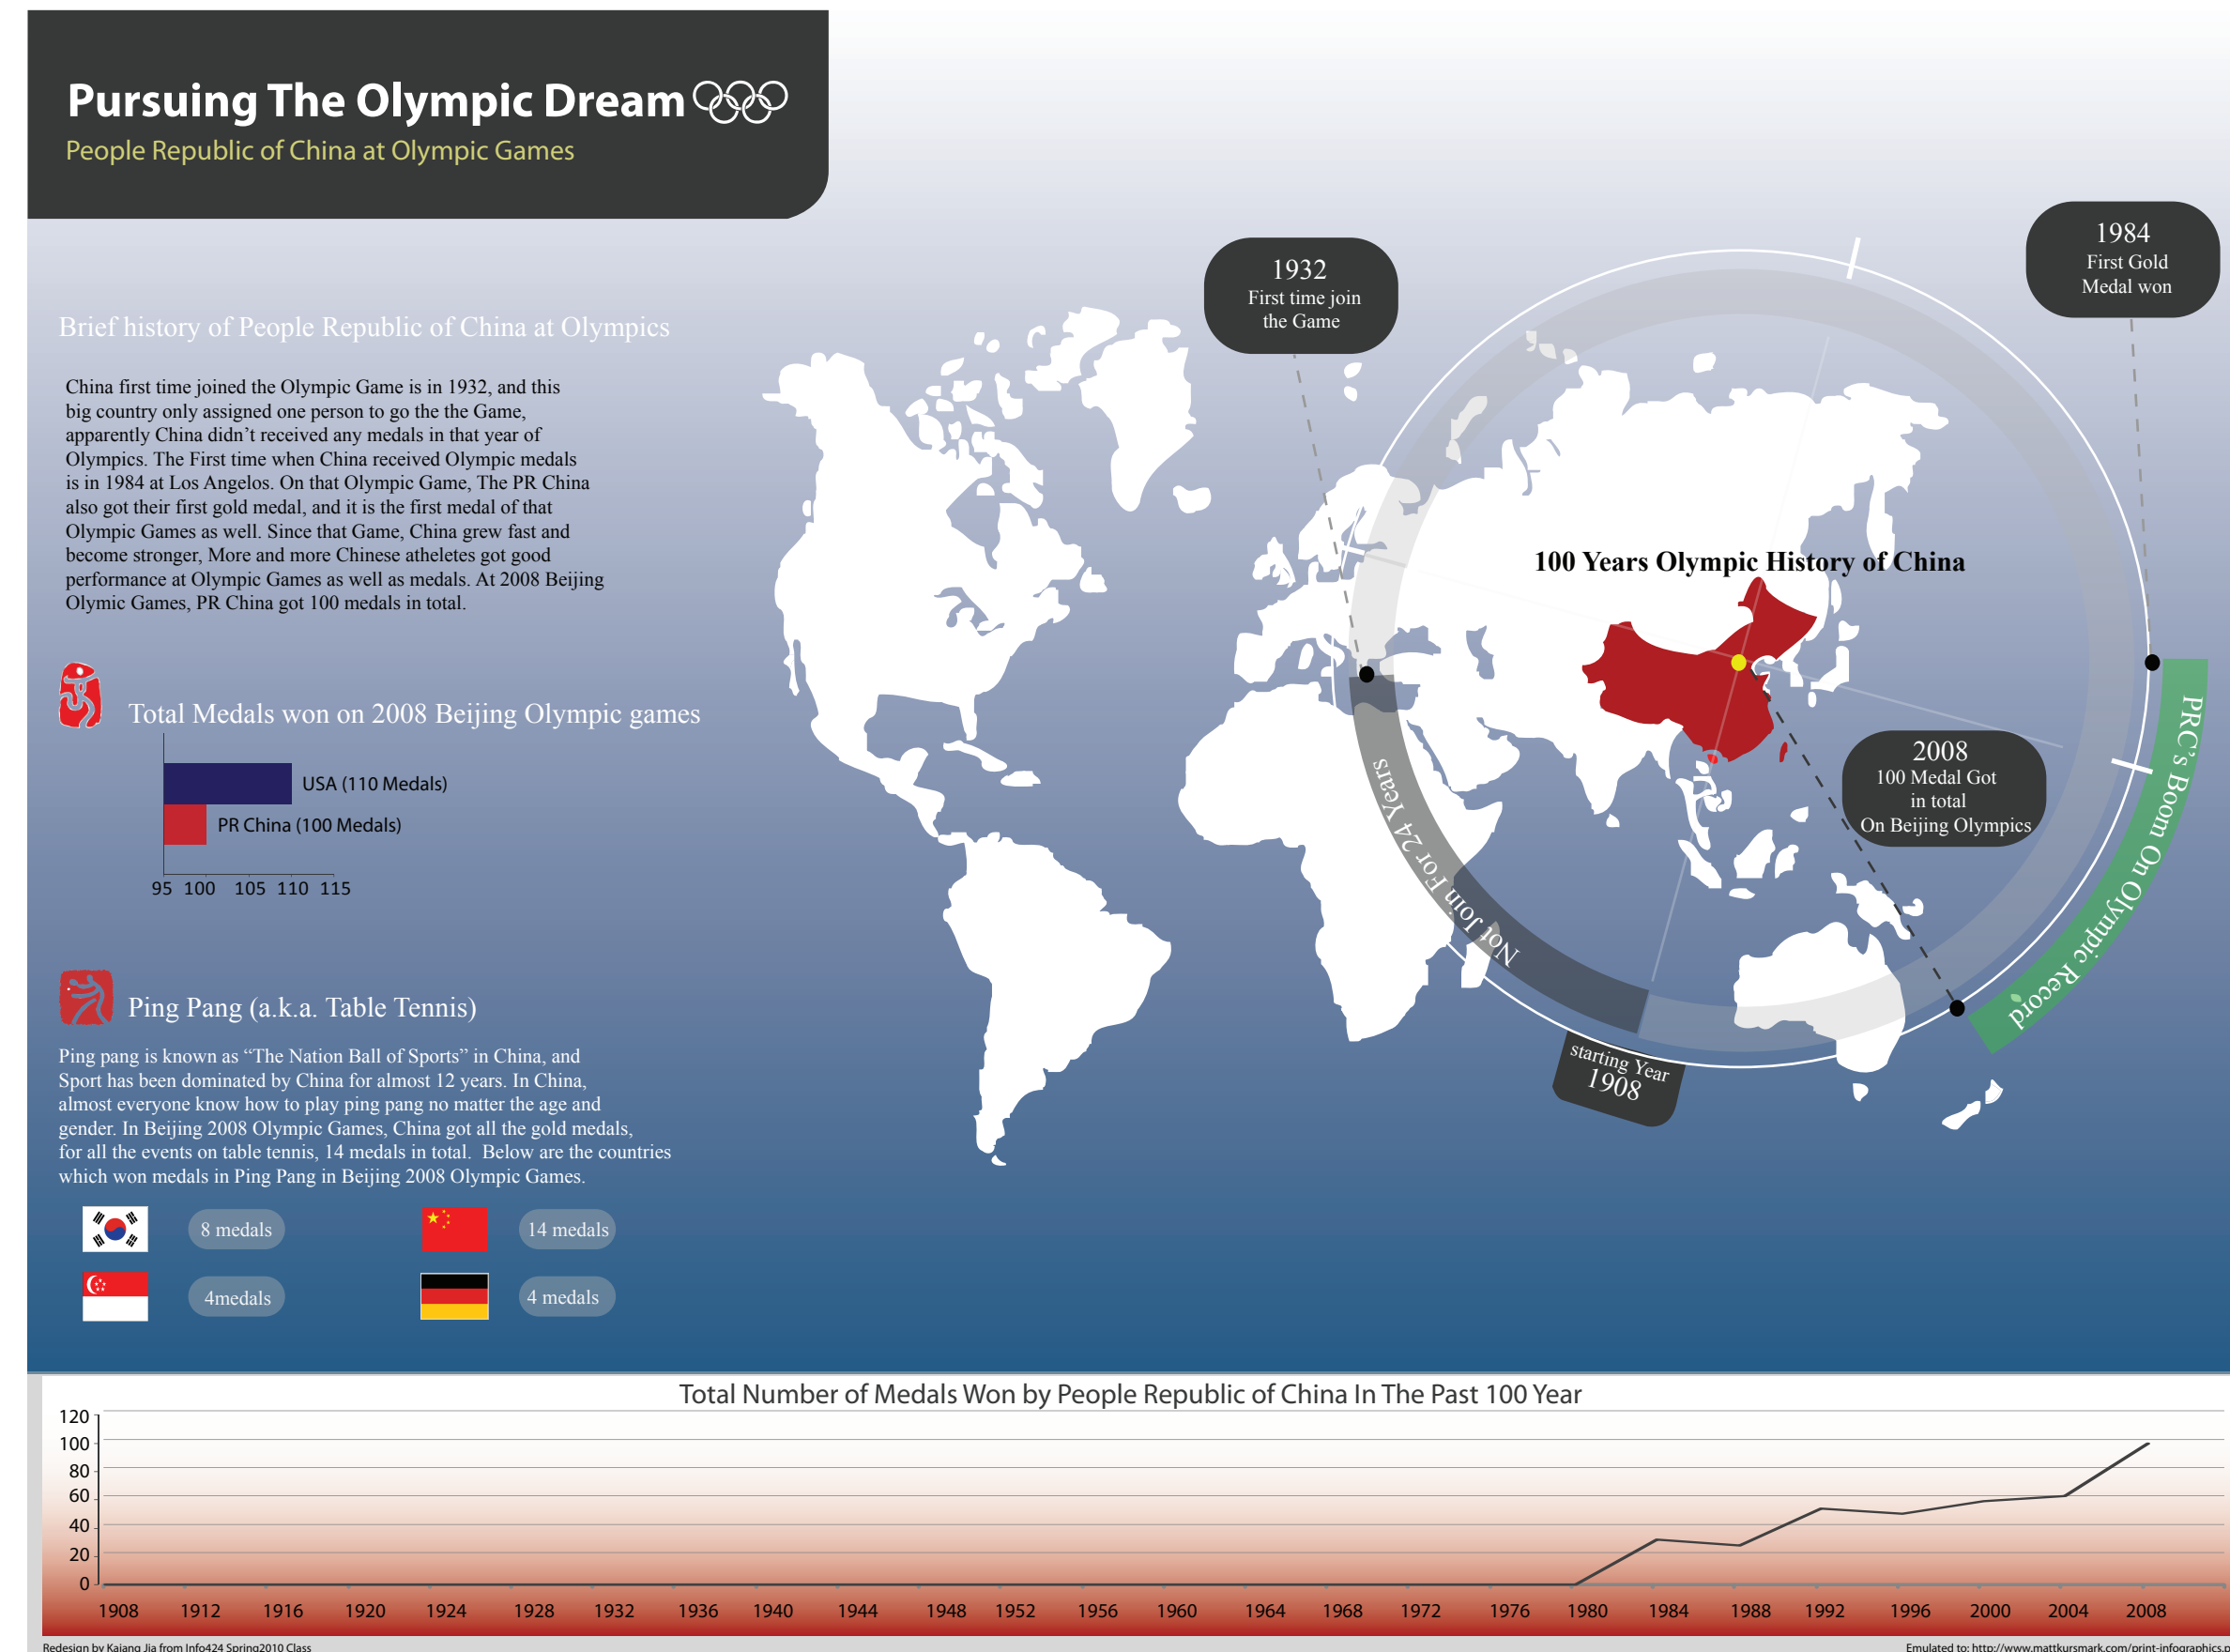 Pursuing The Olympic Dream
People Republic of China at Olympic Games
1984
First Gold
Medal won
1932
First time join
the Game
Brief history of People Republic of China at Olympics
China first time joined the Olympic Game is in 1932, and this
big country only assigned one person to go the the Game,
apparently China didn't received any medals in that year of
Olympics. The First time when China received Olympic medals
is in 1984 at Los Angelos. On that Olympic Game, The PR China
also got their first gold medal, and it is the first medal of that
Olympic Games as well. Since that Game, China grew fast and
become stronger, More and more Chinese atheletes got good
performance at Olympic Games as well as medals. At 2008 Beijing
Olymic Games, PR China got 100 medals in total.
100 Years Olympic History of China
Total Medals won on 2008 Beijing Olympic games
USA (110 Medals)
PR China (100 Medals)
95 100 105 110 115
2008
100 Medal Got
in total
On Beijing Olympics
PRC's Boom On Olympic Record
Not Join For 24 Years
starting Year
1908
Ping Pang (a.k.a. Table Tennis)
Ping pang is known as “The Nation Ball of Sports” in China, and
Sport has been dominated by China for almost 12 years. In China,
almost everyone know how to play ping pang no matter the age and
gender. In Beijing 2008 Olympic Games, China got all the gold medals,
for all the events on table tennis, 14 medals in total. Below are the countries
which won medals in Ping Pang in Beijing 2008 Olympic Games.
8 medals
14 medals
4medals
4 medals
Total Number of Medals Won by People Republic of China In The Past 100 Year
120
100
80
60
40
20
0
1908 1912 1916 1920 1924 1928 1932 1936 1940 1944 1948 1952 1956 1960 1964 1968 1972 1976 1980 1984 1988 1992 1996 2000 2004 2008
Redesign by Kaiang Jia from Info424 Spring2010 Class
Emulated to: http://www.mattkursmark.com/print-infographics.p